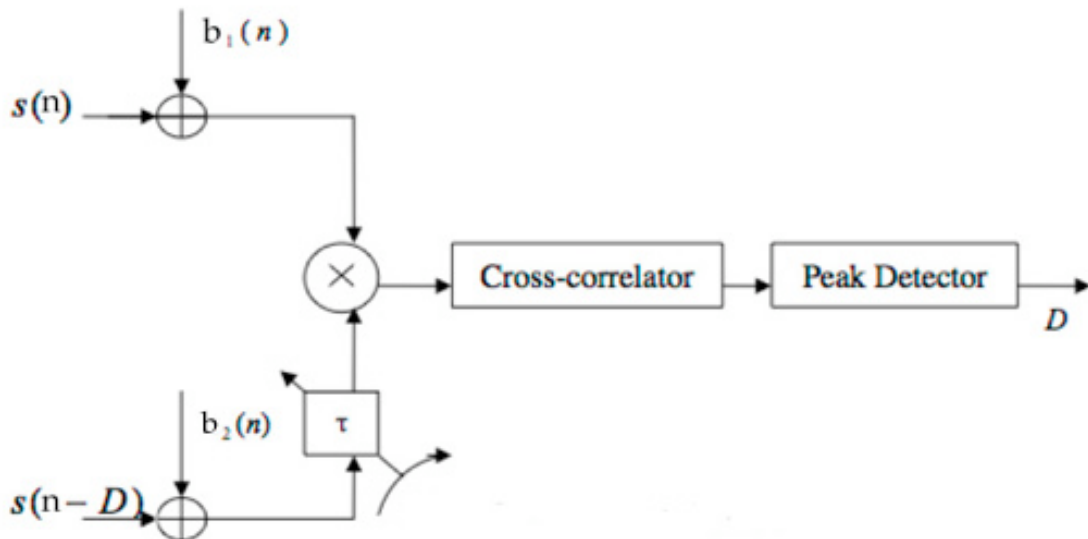 b₁(n)
s(n)
Cross-correlator
Peak Detector
D
τ
b₂(n)
s(n − D)